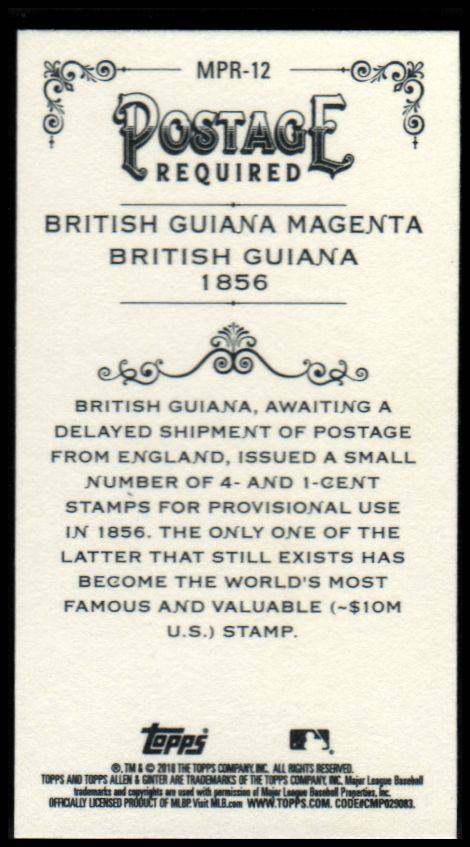 MPR-12
POSTAGE
REQUIRED
BRITISH GUIANA MAGENTA
BRITISH GUIANA
1856
BRITISH GUIANA, AWAITING A
DELAYED SHIPMENT OF POSTAGE
FROM ENGLAND, ISSUED A SMALL
NUMBER OF 4- AND 1-CENT
STAMPS FOR PROVISIONAL USE
IN 1856. THE ONLY ONE OF THE
LATTER THAT STILL EXISTS HAS
BECOME THE WORLD'S MOST
FAMOUS AND VALUABLE (~$10M
U.S.) STAMP.
topps
®, TM & © 2018 THE TOPPS COMPANY, INC. ALL RIGHTS RESERVED.
TOPPS AND TOPPS ALLEN & GINTER ARE TRADEMARKS OF THE TOPPS COMPANY, INC. Major League Baseball
trademarks and copyrights are used with permission of Major League Baseball Properties, Inc.
OFFICIALLY LICENSED PRODUCT OF MLBP. Visit MLB.com WWW.TOPPS.COM. CODE#CMP029083.